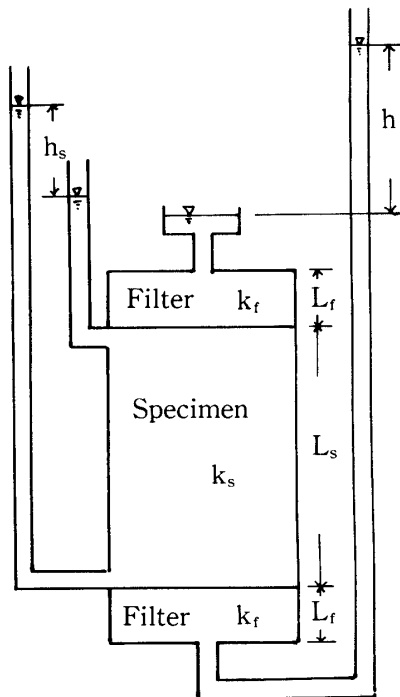 h
h_s
Filter k_f
L_f
Specimen
L_s
k_s
Filter k_f
L_f